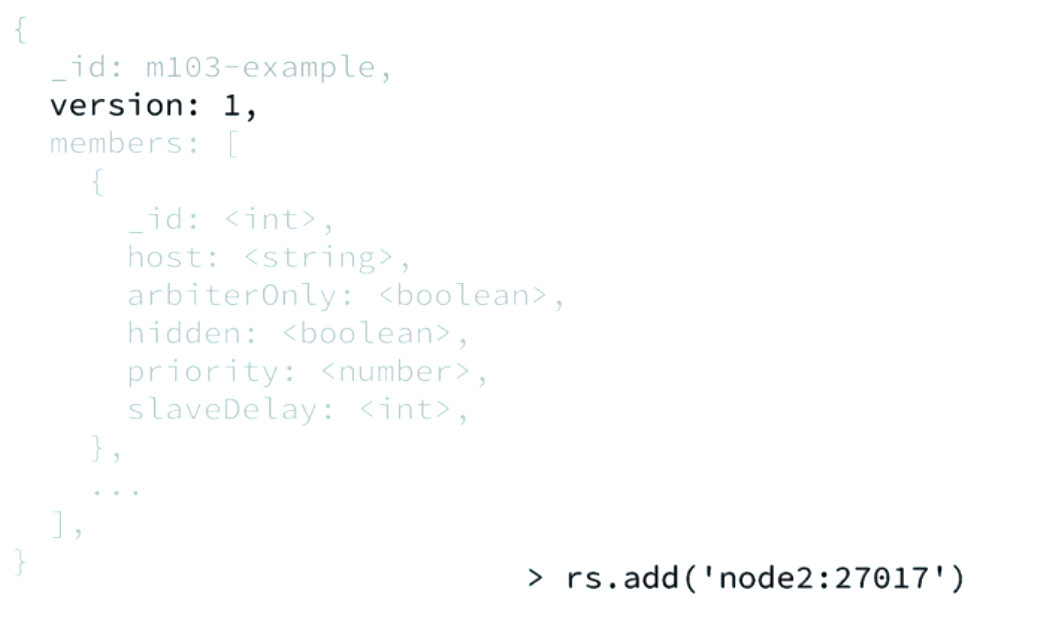 {
_id: m103-example,
version: 1,
members: [
{
_id: <int>,
host: <string>,
arbiterOnly: <boolean>,
hidden: <boolean>,
priority: <number>,
slaveDelay: <int>,
},
...
],
}
> rs.add('node2:27017')